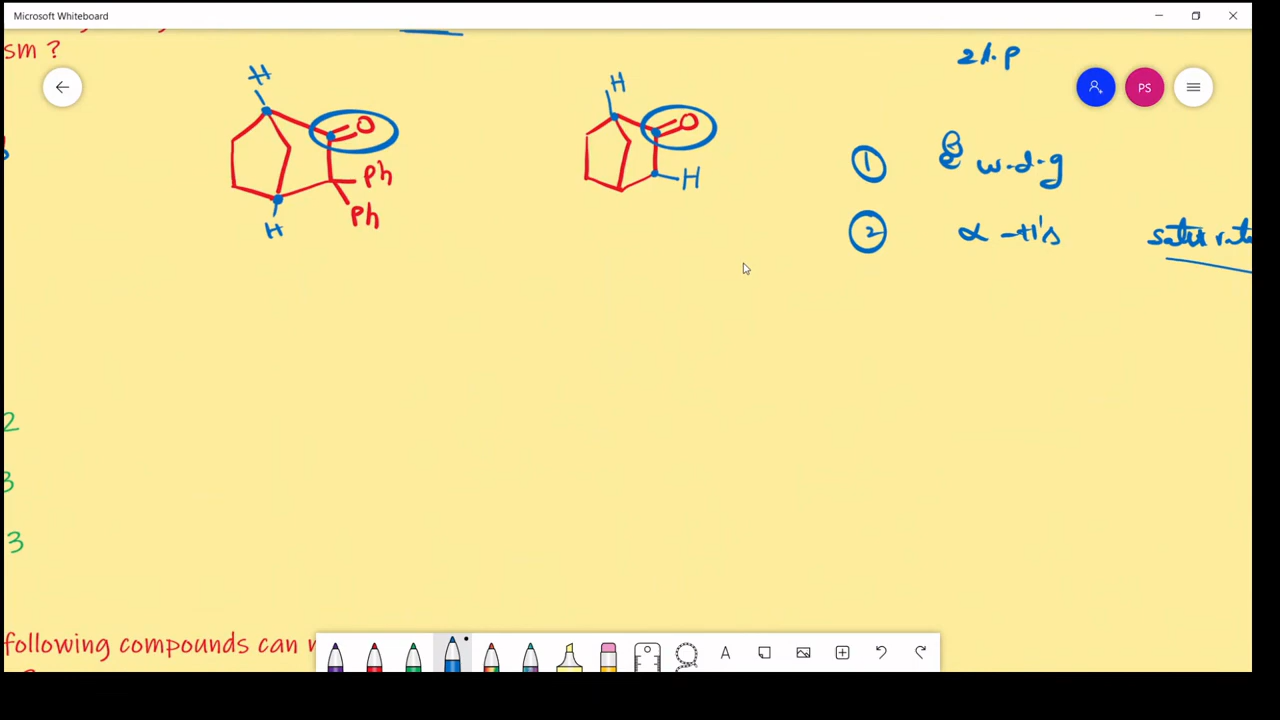 Microsoft Whiteboard
sm ?
2%.p
PS
H
O
Ph
Ph
H
H
O
H
① w.d.g
② α -H's
2
3
3
following compounds can
A